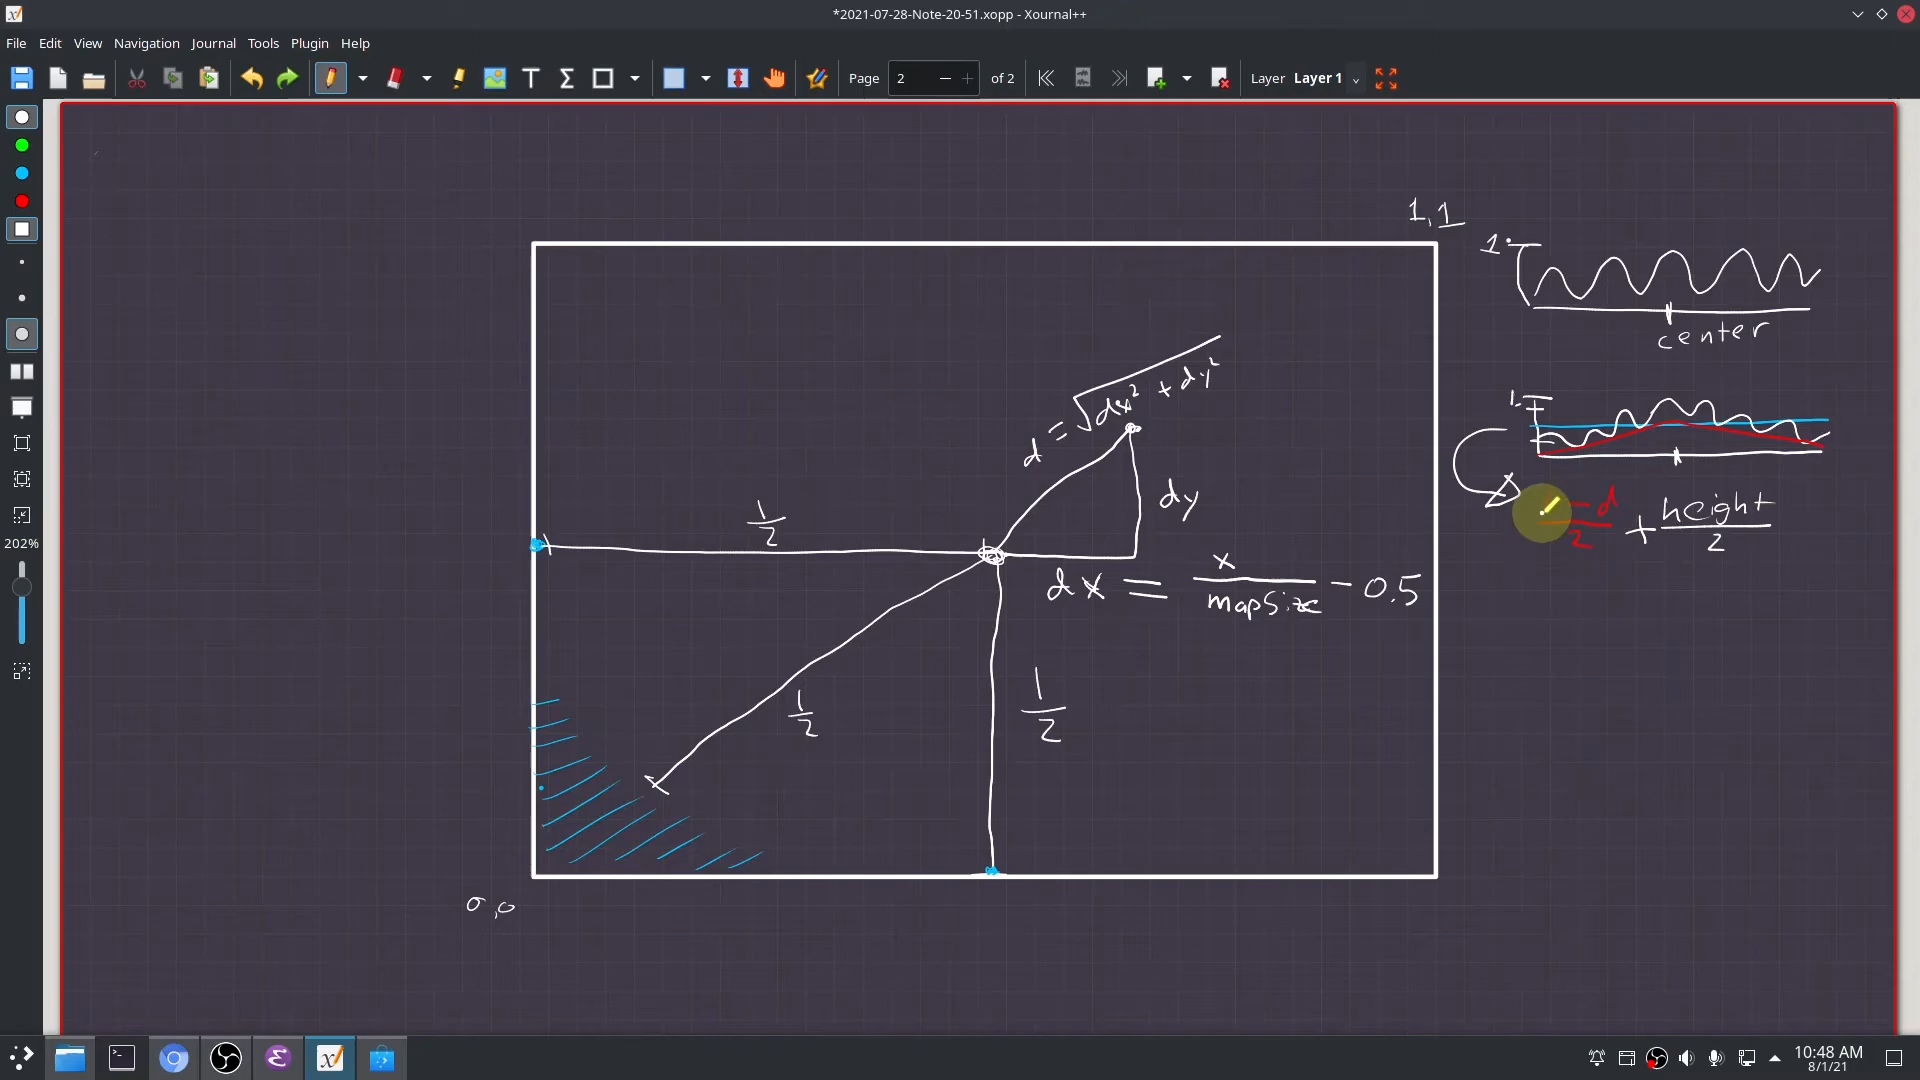 *2021-07-28-Note-20-51.xopp - Xournal++
File Edit View Navigation Journal Tools Plugin Help
Page 2 of 2 Layer Layer 1
202%
1,1
1
center
d = √dx² + dy²
1
1/2
dy
- d / 2 + height / 2
dx = x / mapSize - 0.5
1/2
1/2
0,0
10:48 AM
8/1/21